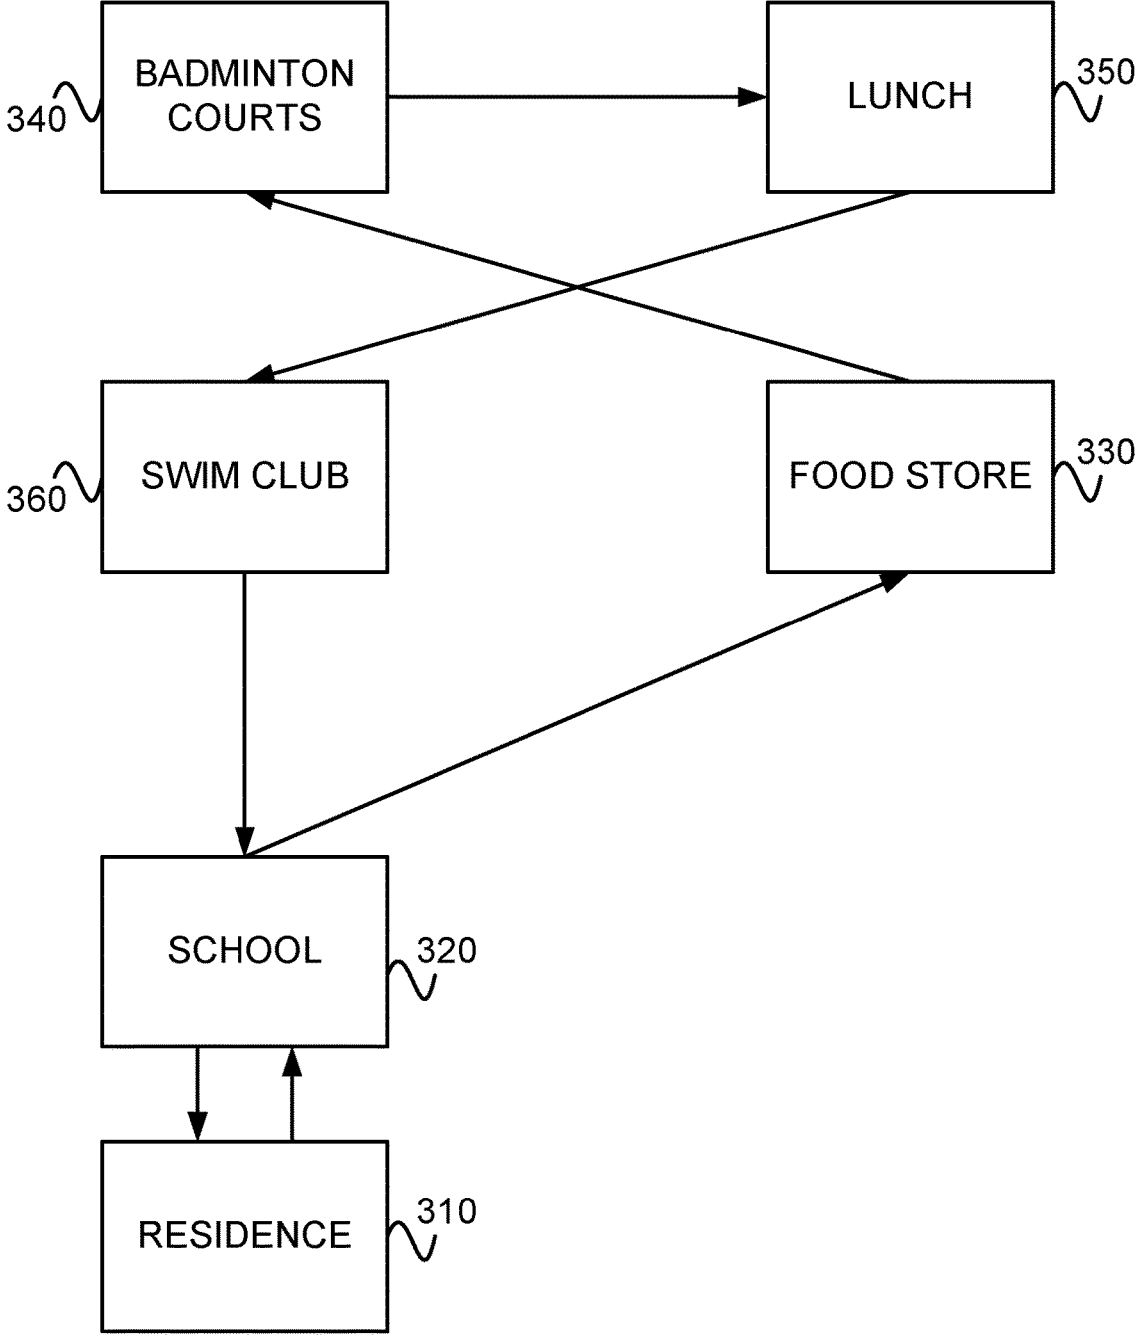 BADMINTON
COURTS
340
LUNCH
350
SWIM CLUB
360
FOOD STORE
330
SCHOOL
320
RESIDENCE
310